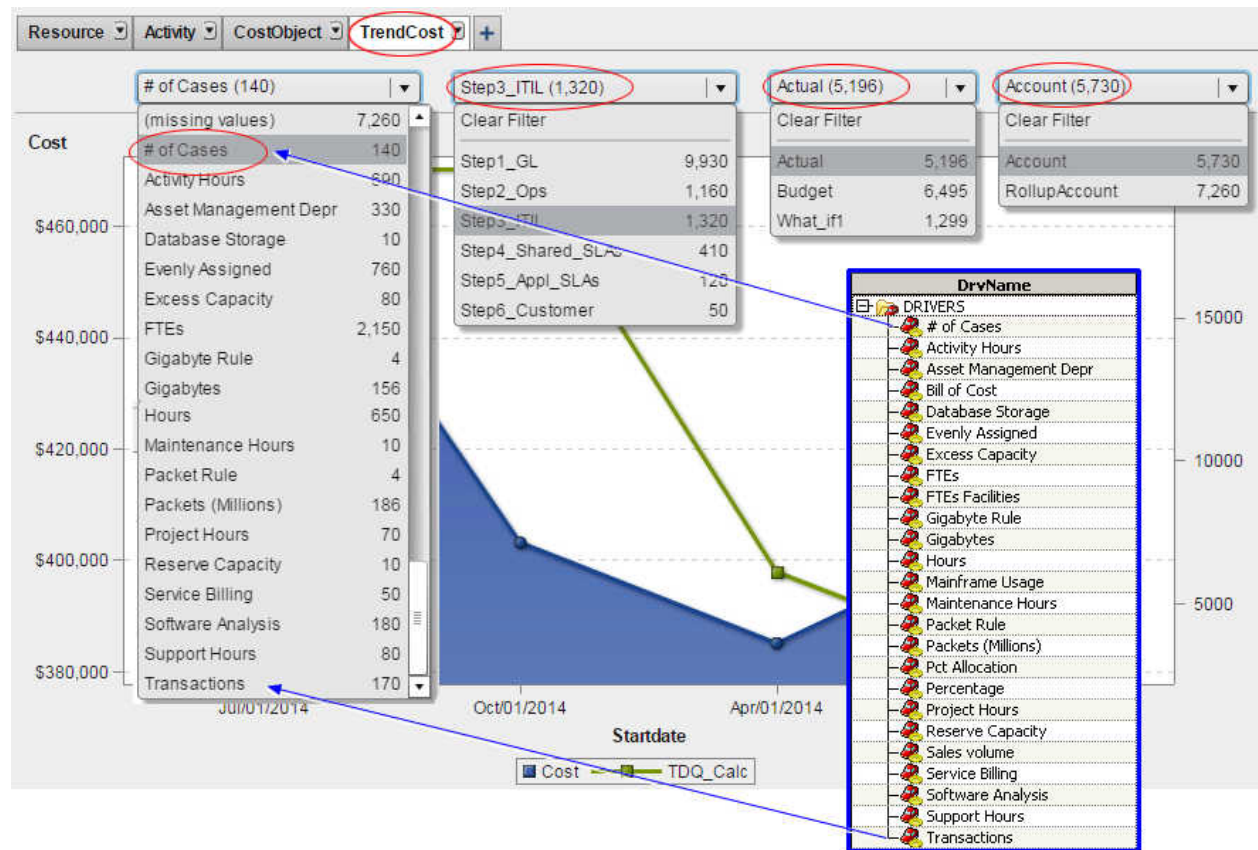 Resource Activity CostObject TrendCost +
# of Cases (140) Step3_ITIL (1,320) Actual (5,196) Account (5,730)
(missing values) 7,260
# of Cases 140
Activity Hours 690
Asset Management Depr 330
Database Storage 10
Evenly Assigned 760
Excess Capacity 80
FTEs 2,150
Gigabyte Rule 4
Gigabytes 156
Hours 650
Maintenance Hours 10
Packet Rule 4
Packets (Millions) 186
Project Hours 70
Reserve Capacity 10
Service Billing 50
Software Analysis 180
Support Hours 80
Transactions 170
Clear Filter
Step1_GL 9,930
Step2_Ops 1,160
Step3_ITIL 1,320
Step4_Shared_SLAs 410
Step5_Appl_SLAs 120
Step6_Customer 50
Clear Filter
Actual 5,196
Budget 6,495
What_if1 1,299
Clear Filter
Account 5,730
RollupAccount 7,260
Cost
$460,000
$440,000
$420,000
$400,000
$380,000
15000
10000
5000
Jul/01/2014 Oct/01/2014 Apr/01/2014
Startdate
Cost TDQ_Calc
DrvName
DRIVERS
# of Cases
Activity Hours
Asset Management Depr
Bill of Cost
Database Storage
Evenly Assigned
Excess Capacity
FTEs
FTEs Facilities
Gigabyte Rule
Gigabytes
Hours
Mainframe Usage
Maintenance Hours
Packet Rule
Packets (Millions)
Pct Allocation
Percentage
Project Hours
Reserve Capacity
Sales volume
Service Billing
Software Analysis
Support Hours
Transactions